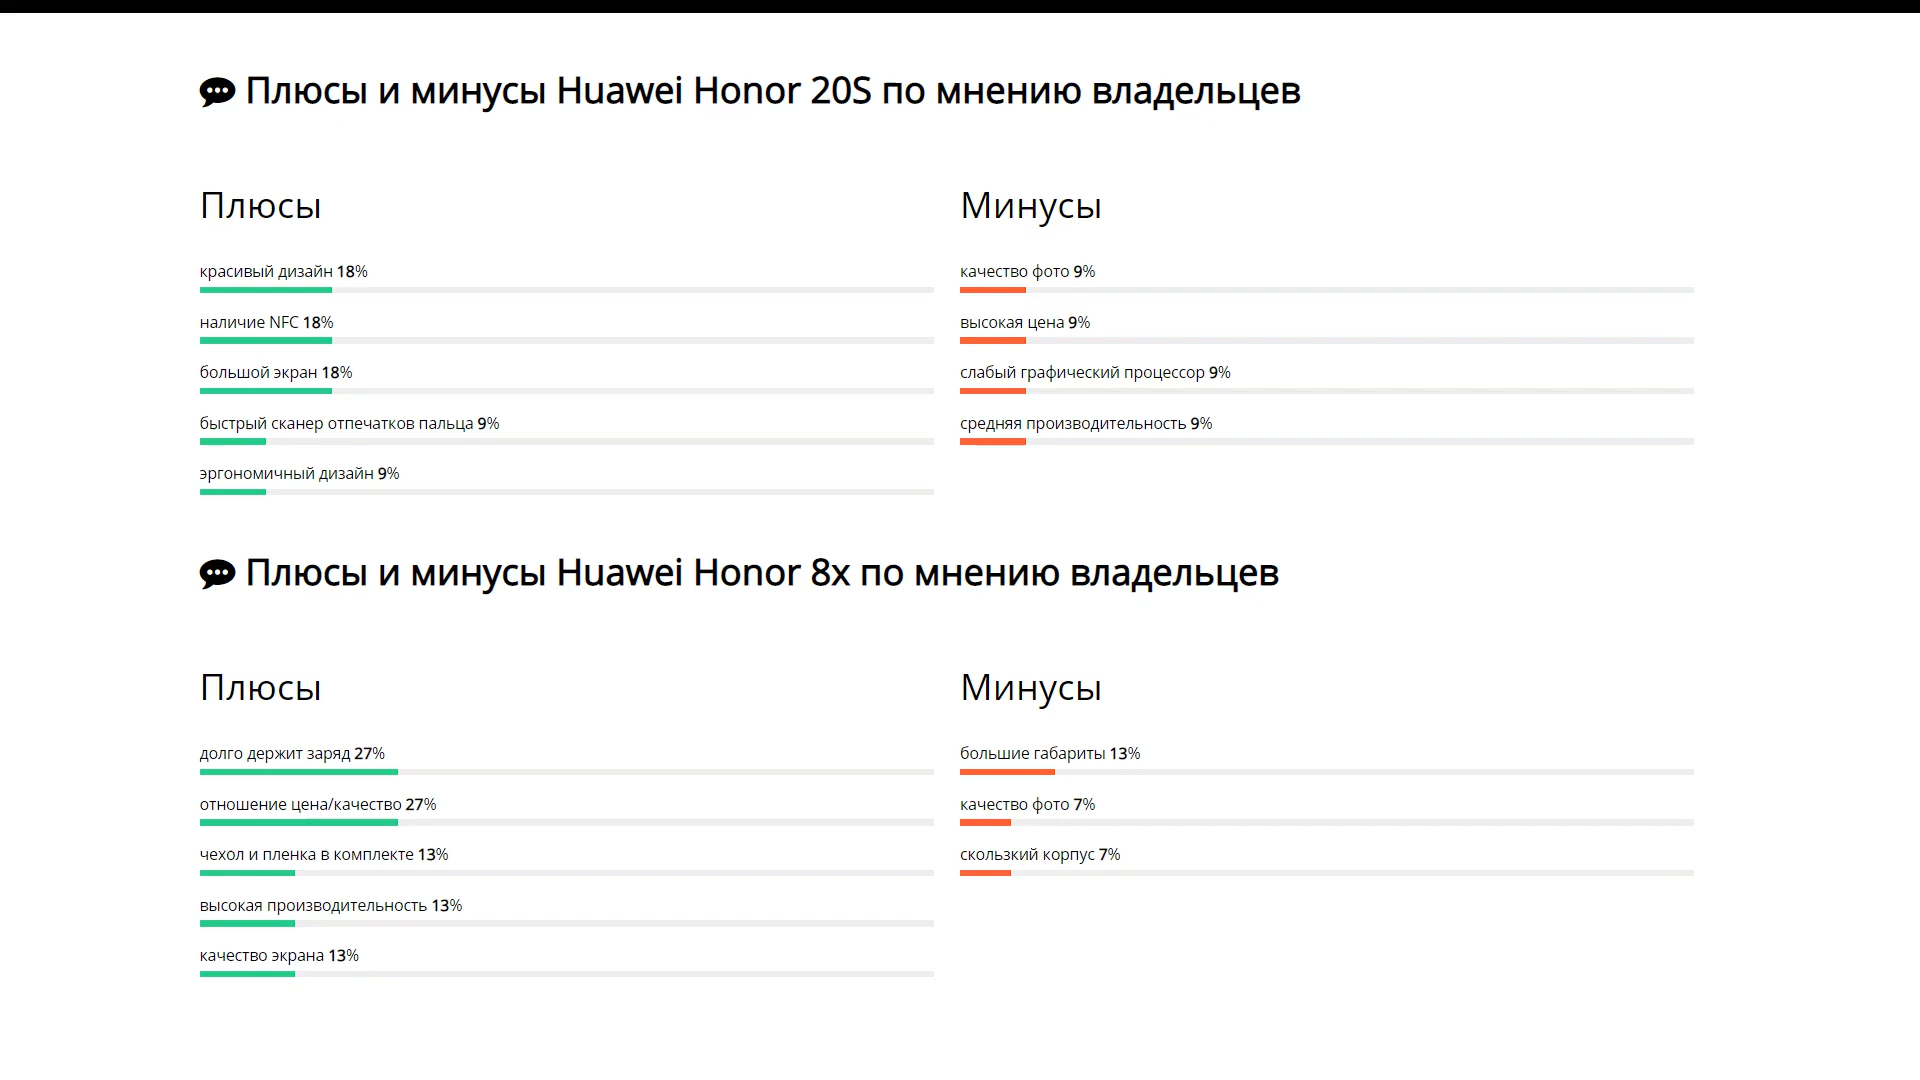 Плюсы и минусы Huawei Honor 20S по мнению владельцев
Плюсы
красивый дизайн 18%
наличие NFC 18%
большой экран 18%
быстрый сканер отпечатков пальца 9%
эргономичный дизайн 9%
Минусы
качество фото 9%
высокая цена 9%
слабый графический процессор 9%
средняя производительность 9%
Плюсы и минусы Huawei Honor 8x по мнению владельцев
Плюсы
долго держит заряд 27%
отношение цена/качество 27%
чехол и пленка в комплекте 13%
высокая производительность 13%
качество экрана 13%
Минусы
большие габариты 13%
качество фото 7%
скользкий корпус 7%